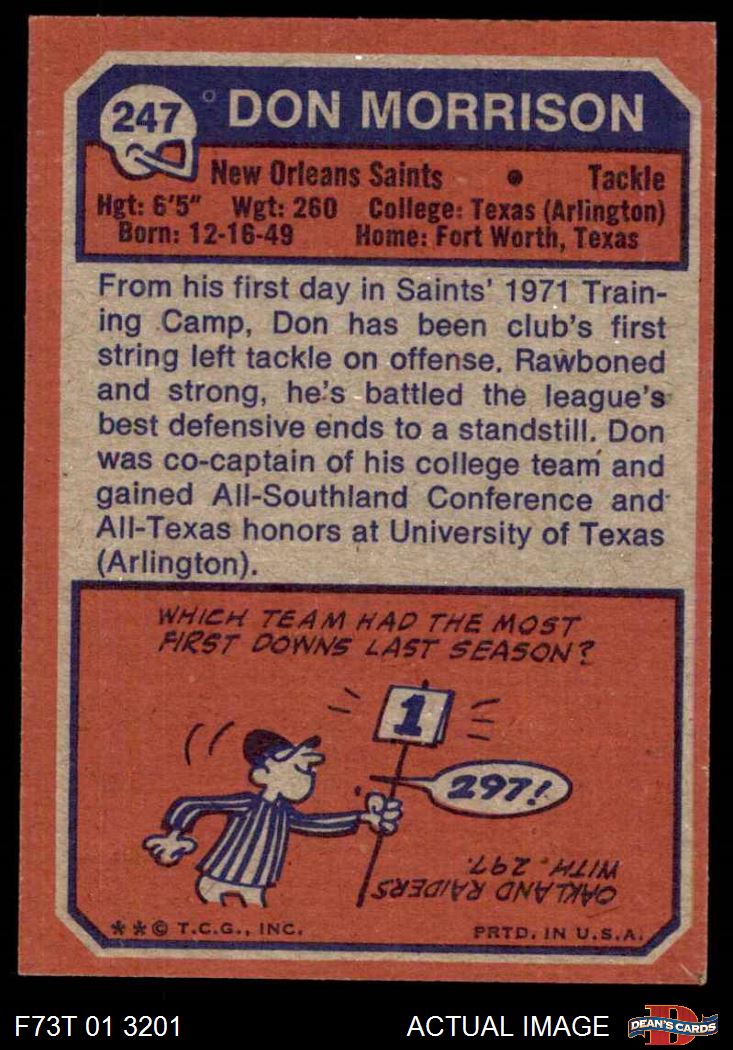 247 DON MORRISON
New Orleans Saints • Tackle
Hgt: 6'5" Wgt: 260 College: Texas (Arlington)
Born: 12-16-49 Home: Fort Worth, Texas
From his first day in Saints' 1971 Train-
ing Camp, Don has been club's first
string left tackle on offense. Rawboned
and strong, he's battled the league's
best defensive ends to a standstill. Don
was co-captain of his college team and
gained All-Southland Conference and
All-Texas honors at University of Texas
(Arlington).
WHICH TEAM HAD THE MOST
FIRST DOWNS LAST SEASON?
1
297!
OAKLAND RAIDERS
WITH 297.
**© T.C.G., INC. PRTD. IN U.S.A.
F73T 01 3201 ACTUAL IMAGE D DEAN'S CARDS